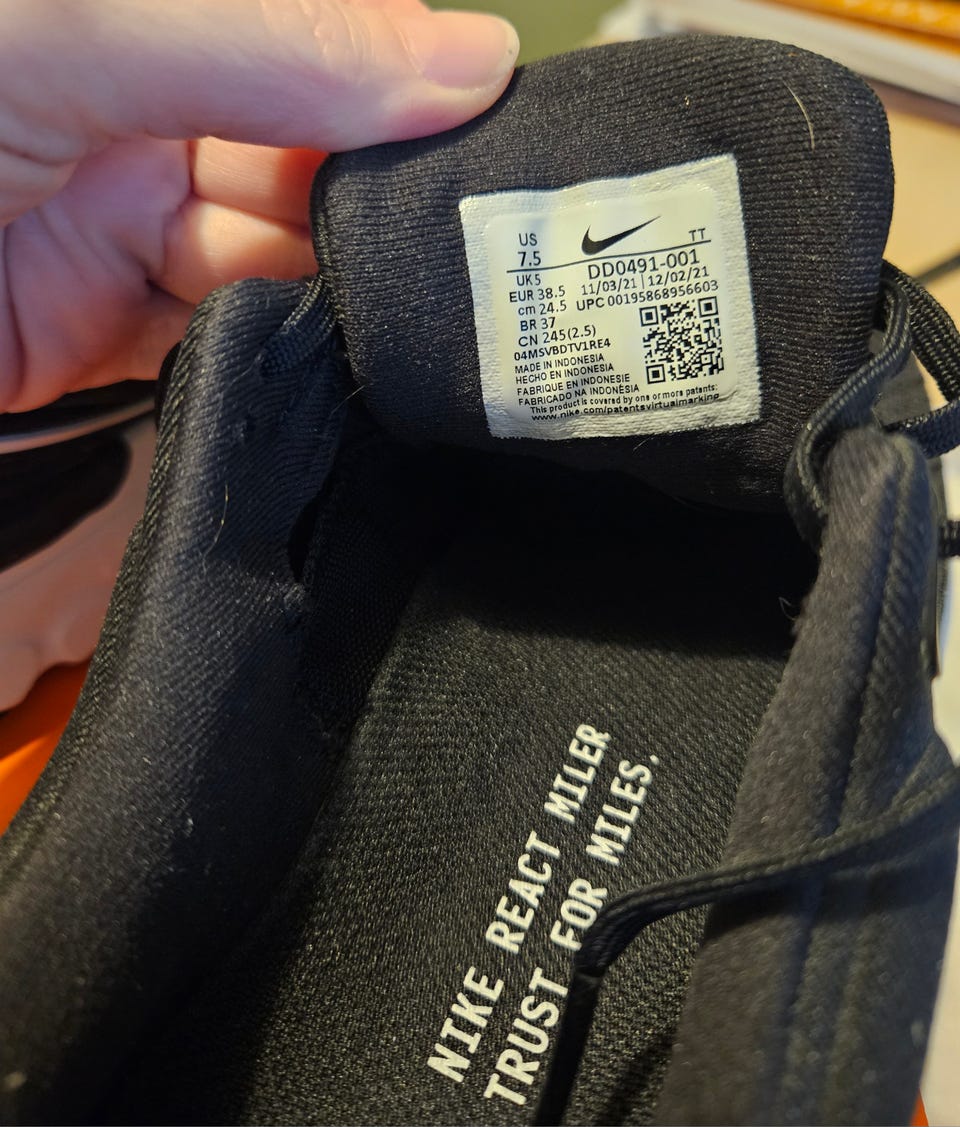 US
7.5
TT
UK 5
DD0491-001
EUR 38.5
11/03/21 | 12/02/21
cm 24.5
UPC 00195868956603
BR 37
CN 245(2.5)
04MSVBDTV1RE4
MADE IN INDONESIA
HECHO EN INDONESIA
FABRIQUE EN INDONESIE
FABRICADO NA INDONÉSIA
This product is covered by one or more patents:
www.nike.com/patentsvirtualmarking
NIKE REACT MILER
TRUST FOR MILES.